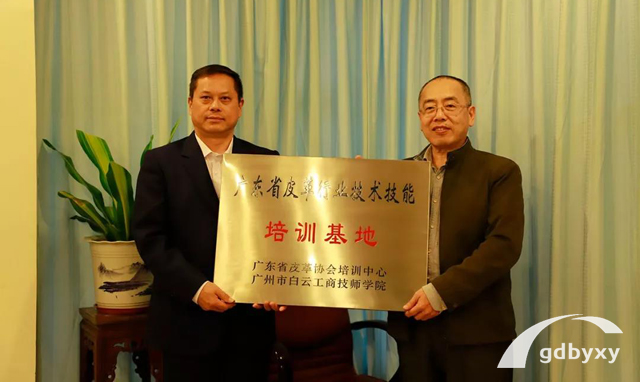 广东省皮革行业技术技能
培训基地
广东省皮革协会培训中心
广州市白云工商技师学院
gdbyxy